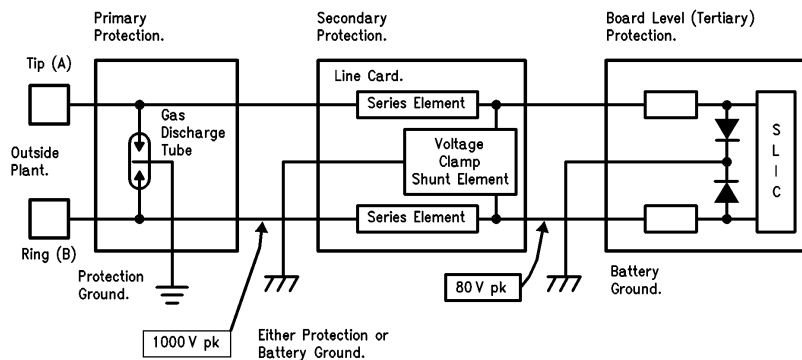 Primary
Protection.
Secondary
Protection.
Board Level (Tertiary)
Protection.
Tip (A)
Line Card.
Series Element
Gas
Discharge
Tube
Voltage
Clamp
Shunt Element
Outside
Plant.
Series Element
S
L
I
C
Ring (B)
Protection
Ground.
80 V pk
Battery
Ground.
1000 V pk
Either Protection or
Battery Ground.